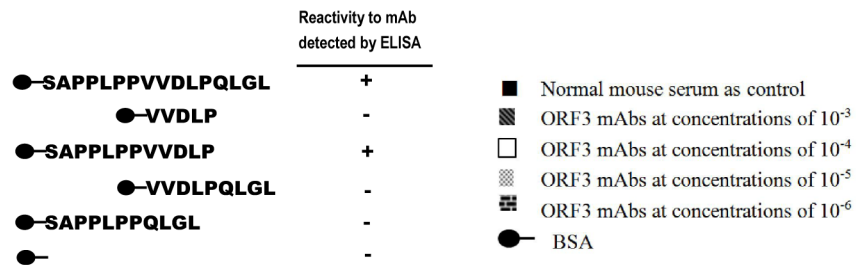 Reactivity to mAb
detected by ELISA
SAPPLPPVVDLPQLGL +
VVDLP -
SAPPLPPVVDLP +
VVDLPQLGL -
SAPPLPPQLGL -
-
Normal mouse serum as control
ORF3 mAbs at concentrations of 10⁻³
ORF3 mAbs at concentrations of 10⁻⁴
ORF3 mAbs at concentrations of 10⁻⁵
ORF3 mAbs at concentrations of 10⁻⁶
BSA